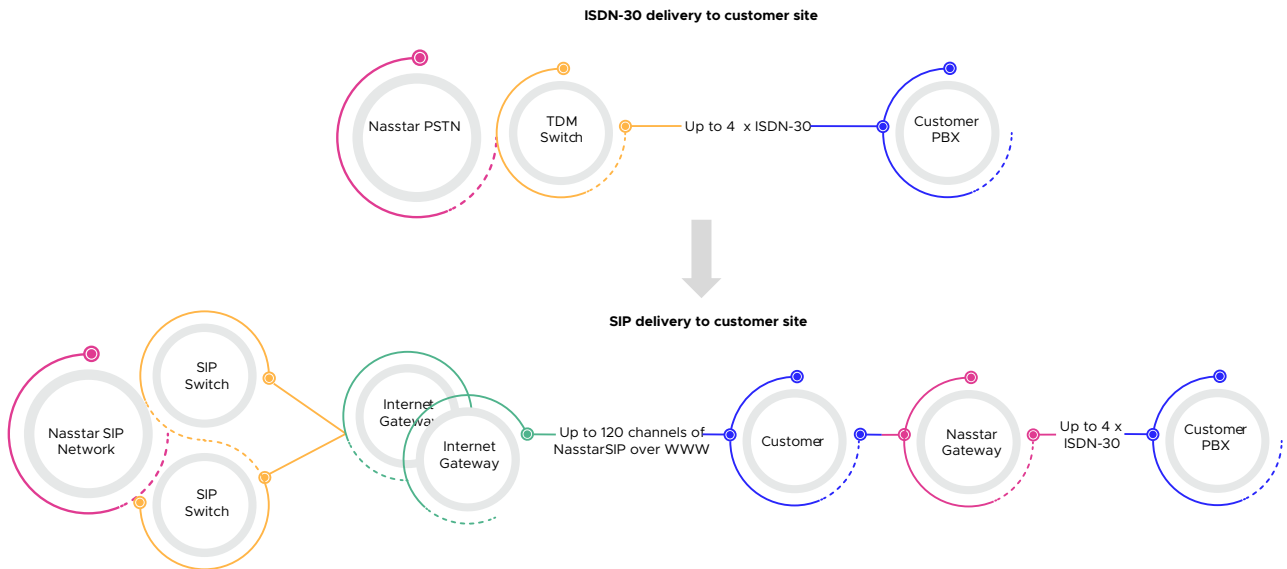 ISDN-30 delivery to customer site
Nasstar PSTN
TDM
Switch
Up to 4 x ISDN-30
Customer
PBX
SIP delivery to customer site
SIP
Switch
Nasstar SIP
Network
SIP
Switch
Internet
Gateway
Internet
Gateway
Up to 120 channels of
NasstarSIP over WWW
Customer
Nasstar
Gateway
Up to 4 x
ISDN-30
Customer
PBX